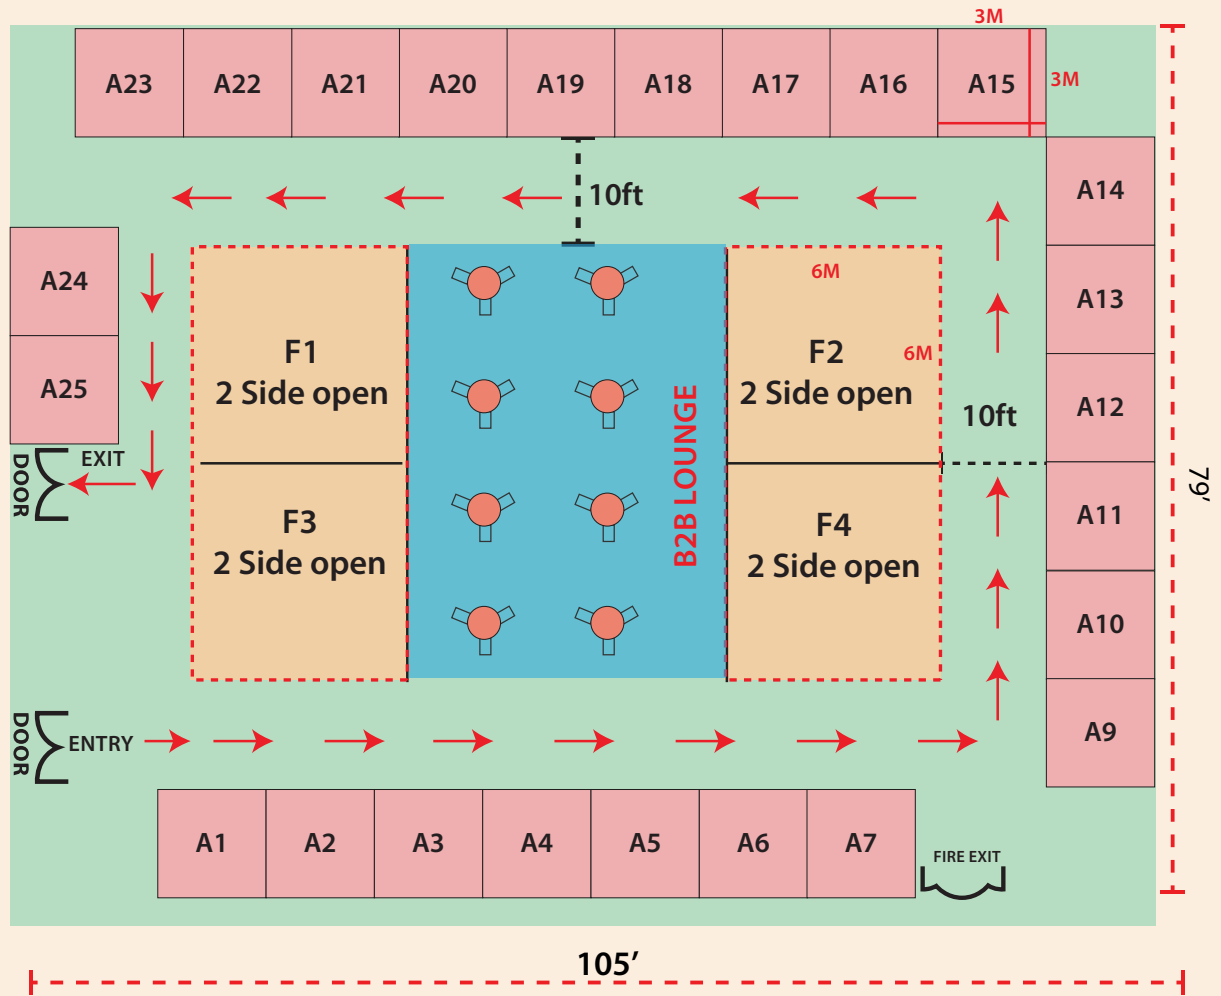 3M
A23
A22
A21
A20
A19
A18
A17
A16
A15
3M
10ft
A14
A24
A13
6M
F1
2 Side open
F2
2 Side open
6M
A25
A12
10ft
B2B LOUNGE
EXIT
DOOR
79’
F3
2 Side open
F4
2 Side open
A11
A10
DOOR
ENTRY
A9
A1
A2
A3
A4
A5
A6
A7
FIRE EXIT
105’